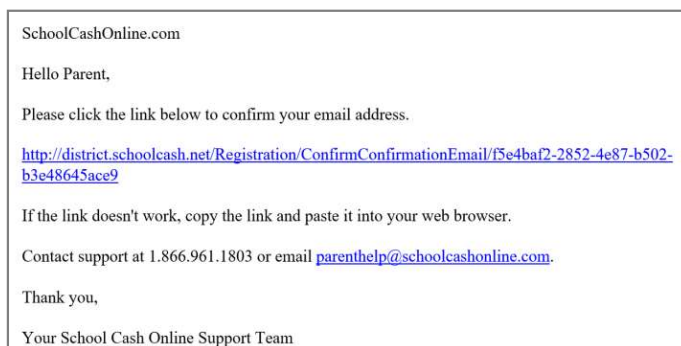 SchoolCashOnline.com
Hello Parent,
Please click the link below to confirm your email address.
http://district.schoolcash.net/Registration/ConfirmConfirmationEmail/f5e4baf2-2852-4e87-b502-
b3e48645ace9
If the link doesn't work, copy the link and paste it into your web browser.
Contact support at 1.866.961.1803 or email parenthelp@schoolcashonline.com.
Thank you,
Your School Cash Online Support Team